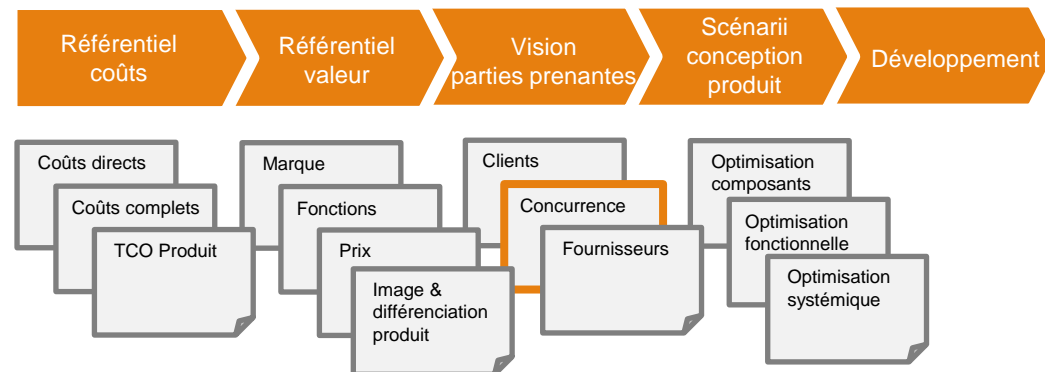 Référentiel
coûts
Référentiel
valeur
Vision
parties prenantes
Scénarii
conception
produit
Développement
Coûts directs
Coûts complets
TCO Produit
Marque
Fonctions
Prix
Image &
différenciation
produit
Clients
Concurrence
Fournisseurs
Optimisation
composants
Optimisation
fonctionnelle
Optimisation
systémique